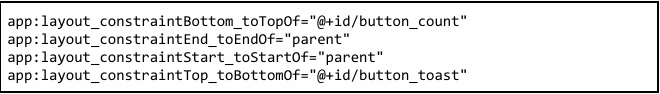 app:layout_constraintBottom_toTopOf="@+id/button_count"
app:layout_constraintEnd_toEndOf="parent"
app:layout_constraintStart_toStartOf="parent"
app:layout_constraintTop_toBottomOf="@+id/button_toast"